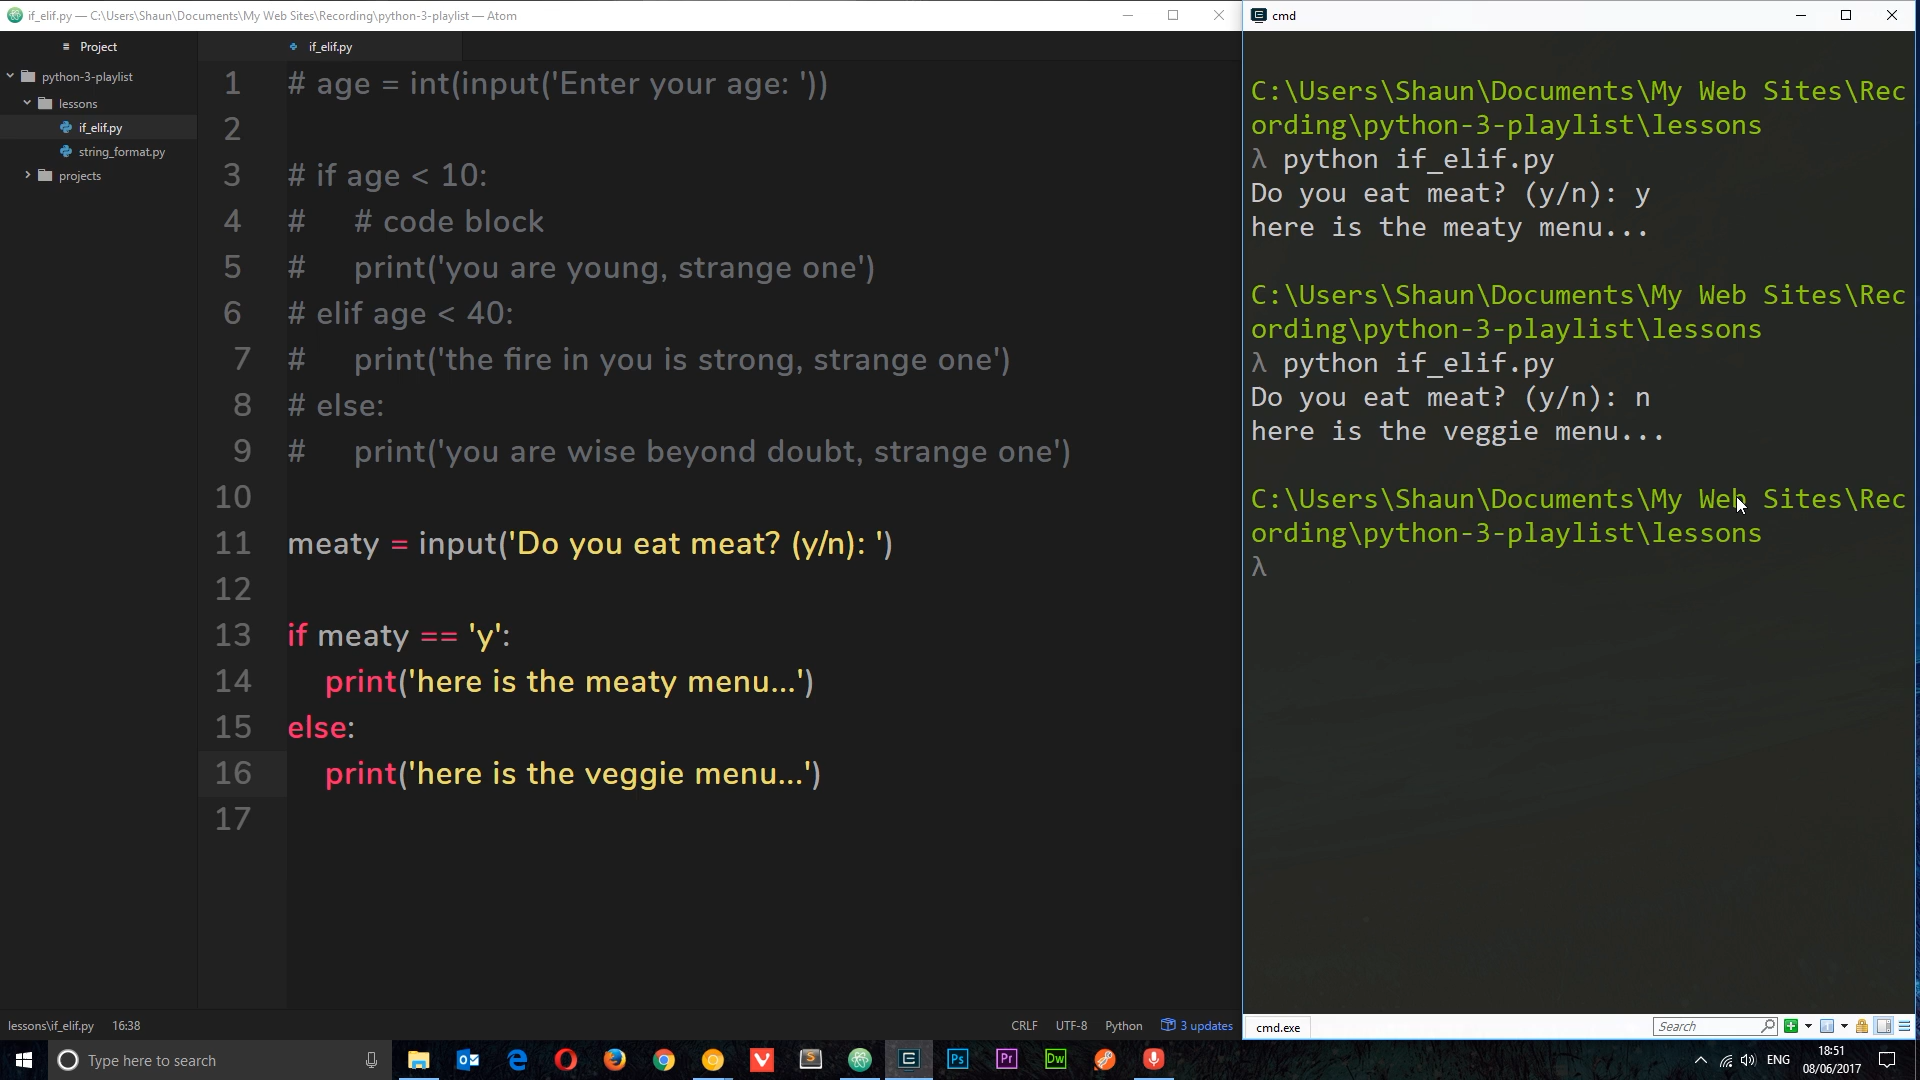 if_elif.py — C:\Users\Shaun\Documents\My Web Sites\Recording\python-3-playlist — Atom
Project
python-3-playlist
lessons
if_elif.py
string_format.py
projects
if_elif.py
1 # age = int(input('Enter your age: '))
2
3 # if age < 10:
4 # # code block
5 # print('you are young, strange one')
6 # elif age < 40:
7 # print('the fire in you is strong, strange one')
8 # else:
9 # print('you are wise beyond doubt, strange one')
10
11 meaty = input('Do you eat meat? (y/n): ')
12
13 if meaty == 'y':
14 print('here is the meaty menu...')
15 else:
16 print('here is the veggie menu...')
17
lessons\if_elif.py 16:38
CRLF UTF-8 Python 3 updates
cmd
C:\Users\Shaun\Documents\My Web Sites\Rec
ording\python-3-playlist\lessons
λ python if_elif.py
Do you eat meat? (y/n): y
here is the meaty menu...
C:\Users\Shaun\Documents\My Web Sites\Rec
ording\python-3-playlist\lessons
λ python if_elif.py
Do you eat meat? (y/n): n
here is the veggie menu...
C:\Users\Shaun\Documents\My Web Sites\Rec
ording\python-3-playlist\lessons
λ
cmd.exe
Search
Type here to search
Ps
Pr
Dw
ENG
18:51
08/06/2017